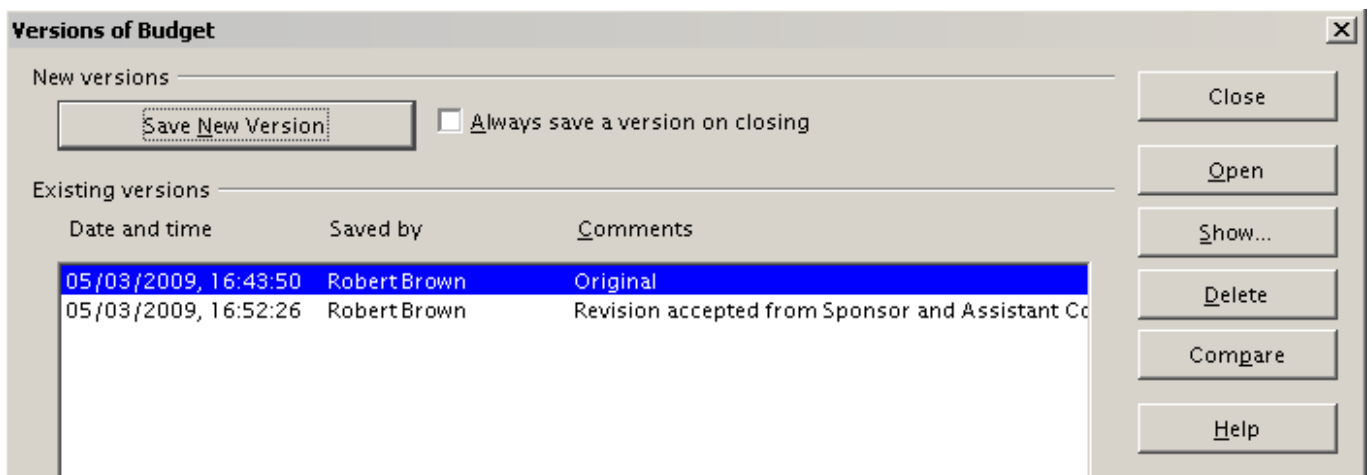 Versions of Budget
New versions
Save New Version
Always save a version on closing
Existing versions
Date and time Saved by Comments
05/03/2009, 16:43:50 Robert Brown Original
05/03/2009, 16:52:26 Robert Brown Revision accepted from Sponsor and Assistant
Close
Open
Show...
Delete
Compare
Help